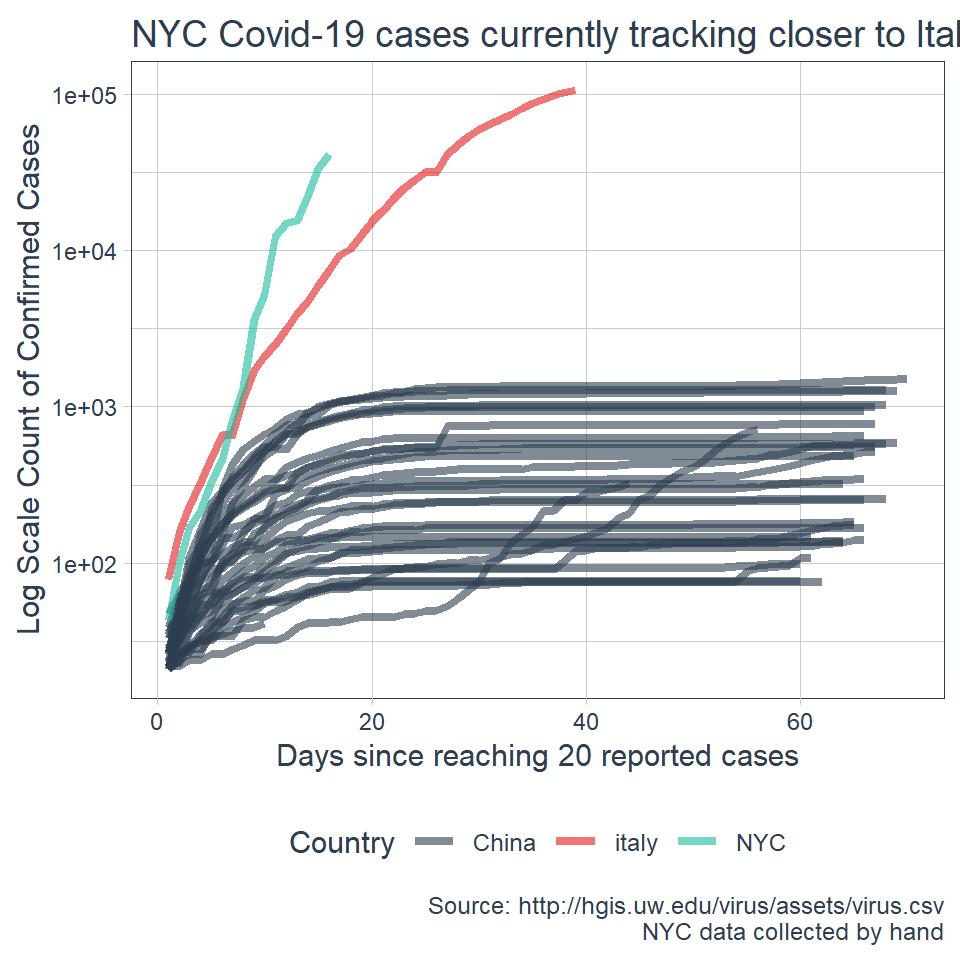 NYC Covid-19 cases currently tracking closer to Ital
Log Scale Count of Confirmed Cases
1e+05
1e+04
1e+03
1e+02
0 20 40 60
Days since reaching 20 reported cases
Country China italy NYC
Source: http://hgis.uw.edu/virus/assets/virus.csv
NYC data collected by hand